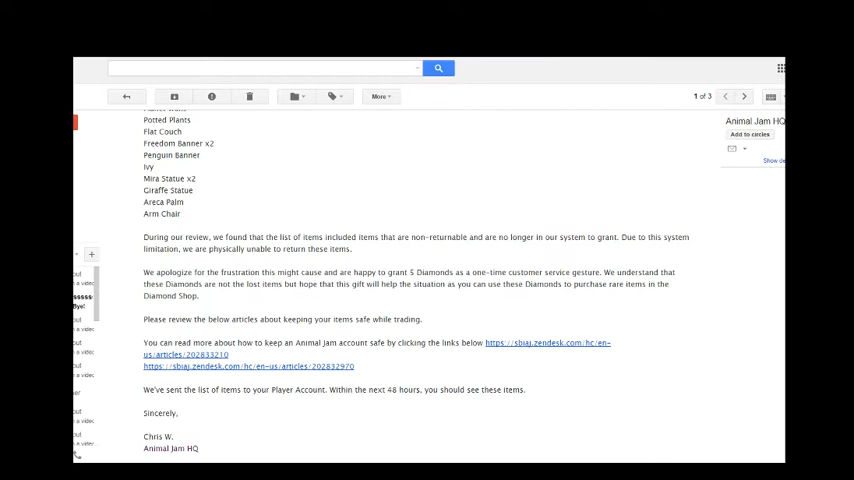 More
1 of 3
Animal Jam HQ
Add to circles
Potted Plants
Flat Couch
Freedom Banner x2
Penguin Banner
Ivy
Mira Statue x2
Giraffe Statue
Areca Palm
Arm Chair
During our review, we found that the list of items included items that are non-returnable and are no longer in our system to grant. Due to this system
limitation, we are physically unable to return these items.
We apologize for the frustration this might cause and are happy to grant 5 Diamonds as a one-time customer service gesture. We understand that
these Diamonds are not the lost items but hope that this gift will help the situation as you can use these Diamonds to purchase rare items in the
Diamond Shop.
Please review the below articles about keeping your items safe while trading.
You can read more about how to keep an Animal Jam account safe by clicking the links below https://sbiaj.zendesk.com/hc/en-
us/articles/202833210
https://sbiaj.zendesk.com/hc/en-us/articles/202832970
We've sent the list of items to your Player Account. Within the next 48 hours, you should see these items.
Sincerely,
Chris W.
Animal Jam HQ
Show de
Bye!